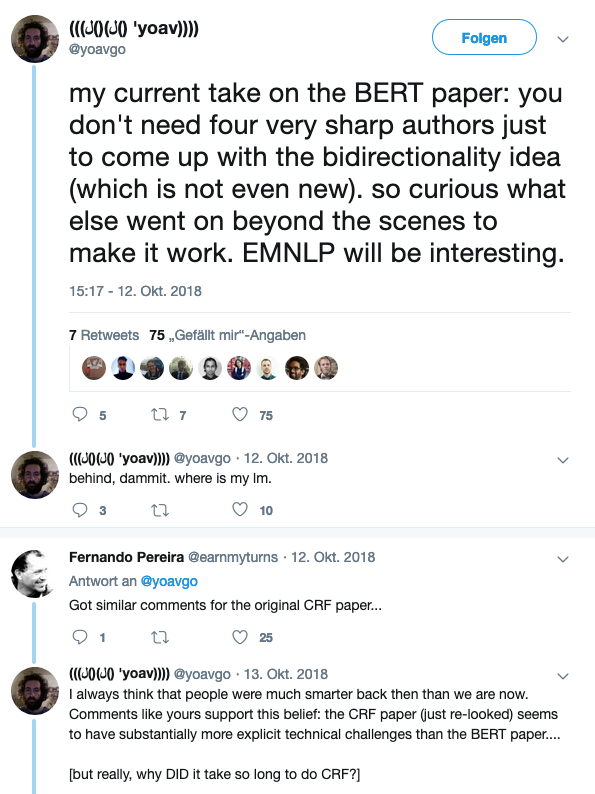 (((ل()(ل() 'yoav))))
@yoavgo
Folgen
my current take on the BERT paper: you
don't need four very sharp authors just
to come up with the bidirectionality idea
(which is not even new). so curious what
else went on beyond the scenes to
make it work. EMNLP will be interesting.
15:17 - 12. Okt. 2018
7 Retweets 75 „Gefällt mir“-Angaben
5 7 75
(((ل()(ل() 'yoav)))) @yoavgo · 12. Okt. 2018
behind, dammit. where is my lm.
3 10
Fernando Pereira @earnmyturns · 12. Okt. 2018
Antwort an @yoavgo
Got similar comments for the original CRF paper...
1 25
(((ل()(ل() 'yoav)))) @yoavgo · 13. Okt. 2018
I always think that people were much smarter back then than we are now.
Comments like yours support this belief: the CRF paper (just re-looked) seems
to have substantially more explicit technical challenges than the BERT paper....
[but really, why DID it take so long to do CRF?]